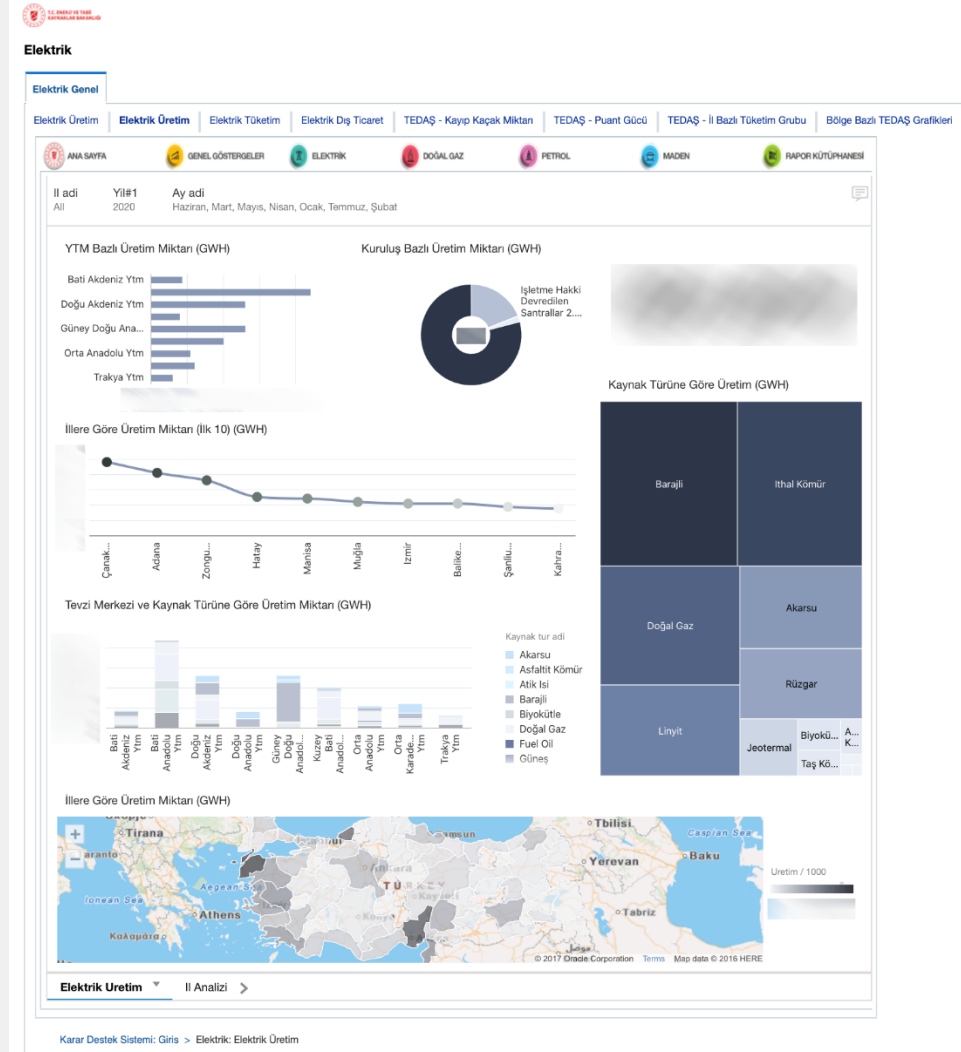 T.C. ENERJİ VE TABİİ
KAYNAKLAR BAKANLIĞI
Elektrik
Elektrik Genel
Elektrik Üretim
Elektrik Üretim
Elektrik Tüketim
Elektrik Dış Ticaret
TEDAŞ - Kayıp Kaçak Miktarı
TEDAŞ - Puant Gücü
TEDAŞ - İl Bazlı Tüketim Grubu
Bölge Bazlı TEDAŞ Grafikleri
ANA SAYFA
GENEL GÖSTERGELER
ELEKTRİK
DOĞAL GAZ
PETROL
MADEN
RAPOR KÜTÜPHANESİ
Il adi
All
Yil#1
2020
Ay adi
Haziran, Mart, Mayıs, Nisan, Ocak, Temmuz, Şubat
YTM Bazlı Üretim Miktarı (GWH)
Bati Akdeniz Ytm
Doğu Akdeniz Ytm
Güney Doğu Ana...
Orta Anadolu Ytm
Trakya Ytm
Kuruluş Bazlı Üretim Miktarı (GWH)
Işletme Hakki
Devredilen
Santrallar 2....
Kaynak Türüne Göre Üretim (GWH)
Barajli
Ithal Kömür
Doğal Gaz
Akarsu
Rüzgar
Linyit
Jeotermal
Biyokü...
A...
K...
Taş Kö...
İllere Göre Üretim Miktarı (İlk 10) (GWH)
Çanak...
Adana
Zongu...
Hatay
Manisa
Muğla
Izmir
Balike...
Şanliu...
Kahra...
Tevzi Merkezi ve Kaynak Türüne Göre Üretim Miktarı (GWH)
Bati
Akdeniz
Ytm
Bati
Anadolu
Ytm
Doğu
Akdeniz
Ytm
Doğu
Anadolu
Ytm
Güney
Doğu
Anadol...
Kuzey
Bati
Anadol...
Orta
Anadolu
Ytm
Orta
Karade...
Ytm
Trakya
Ytm
Kaynak tur adi
Akarsu
Asfaltit Kömür
Atik Isi
Barajli
Biyokütle
Doğal Gaz
Fuel Oil
Güneş
İllere Göre Üretim Miktarı (GWH)
Tirana
Tbilisi
Caspian Sea
Yerevan
Baku
Ankara
TURKEY
Kayseri
Aegean Sea
Ionean Sea
Athens
Konya
Tabriz
Καλαμάτα
© 2017 Oracle Corporation
Terms
Map data © 2016 HERE
Uretim / 1000
Elektrik Uretim
Il Analizi
Karar Destek Sistemi: Giris > Elektrik: Elektrik Üretim